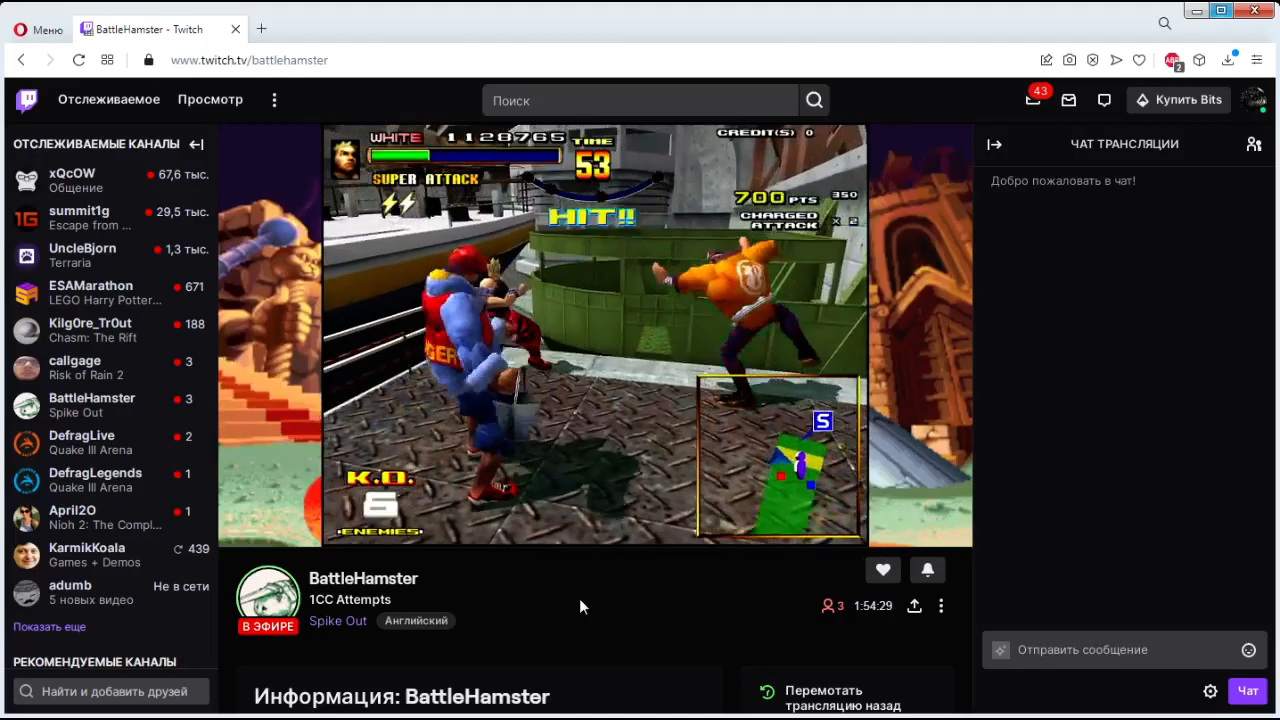 Меню
BattleHamster - Twitch
www.twitch.tv/battlehamster
2
Отслеживаемое
Просмотр
Поиск
43
Купить Bits
ОТСЛЕЖИВАЕМЫЕ КАНАЛЫ
xQcOW
67,6 тыс.
Общение
summit1g
29,5 тыс.
Escape from ...
UncleBjorn
1,3 тыс.
Terraria
ESAMarathon
671
LEGO Harry Potter...
Kilg0re_Tr0ut
188
Chasm: The Rift
callgage
3
Risk of Rain 2
BattleHamster
3
Spike Out
DefragLive
2
Quake III Arena
DefragLegends
1
Quake III Arena
April2O
1
Nioh 2: The Compl...
KarmikKoala
439
Games + Demos
adumb
Не в сети
5 новых видео
Показать еще
РЕКОМЕНДУЕМЫЕ КАНАЛЫ
Найти и добавить друзей
WHITE 1128765
TIME
53
CREDIT(S) 0
SUPER ATTACK
HIT!!
700 PTS 350
CHARGED
ATTACK X 2
GER
S
K.O.
ENEMIES
BattleHamster
1CC Attempts
Spike Out
Английский
В ЭФИРЕ
3
1:54:29
Информация: BattleHamster
Перемотать
трансляцию назад
ЧАТ ТРАНСЛЯЦИИ
Добро пожаловать в чат!
Отправить сообщение
Чат